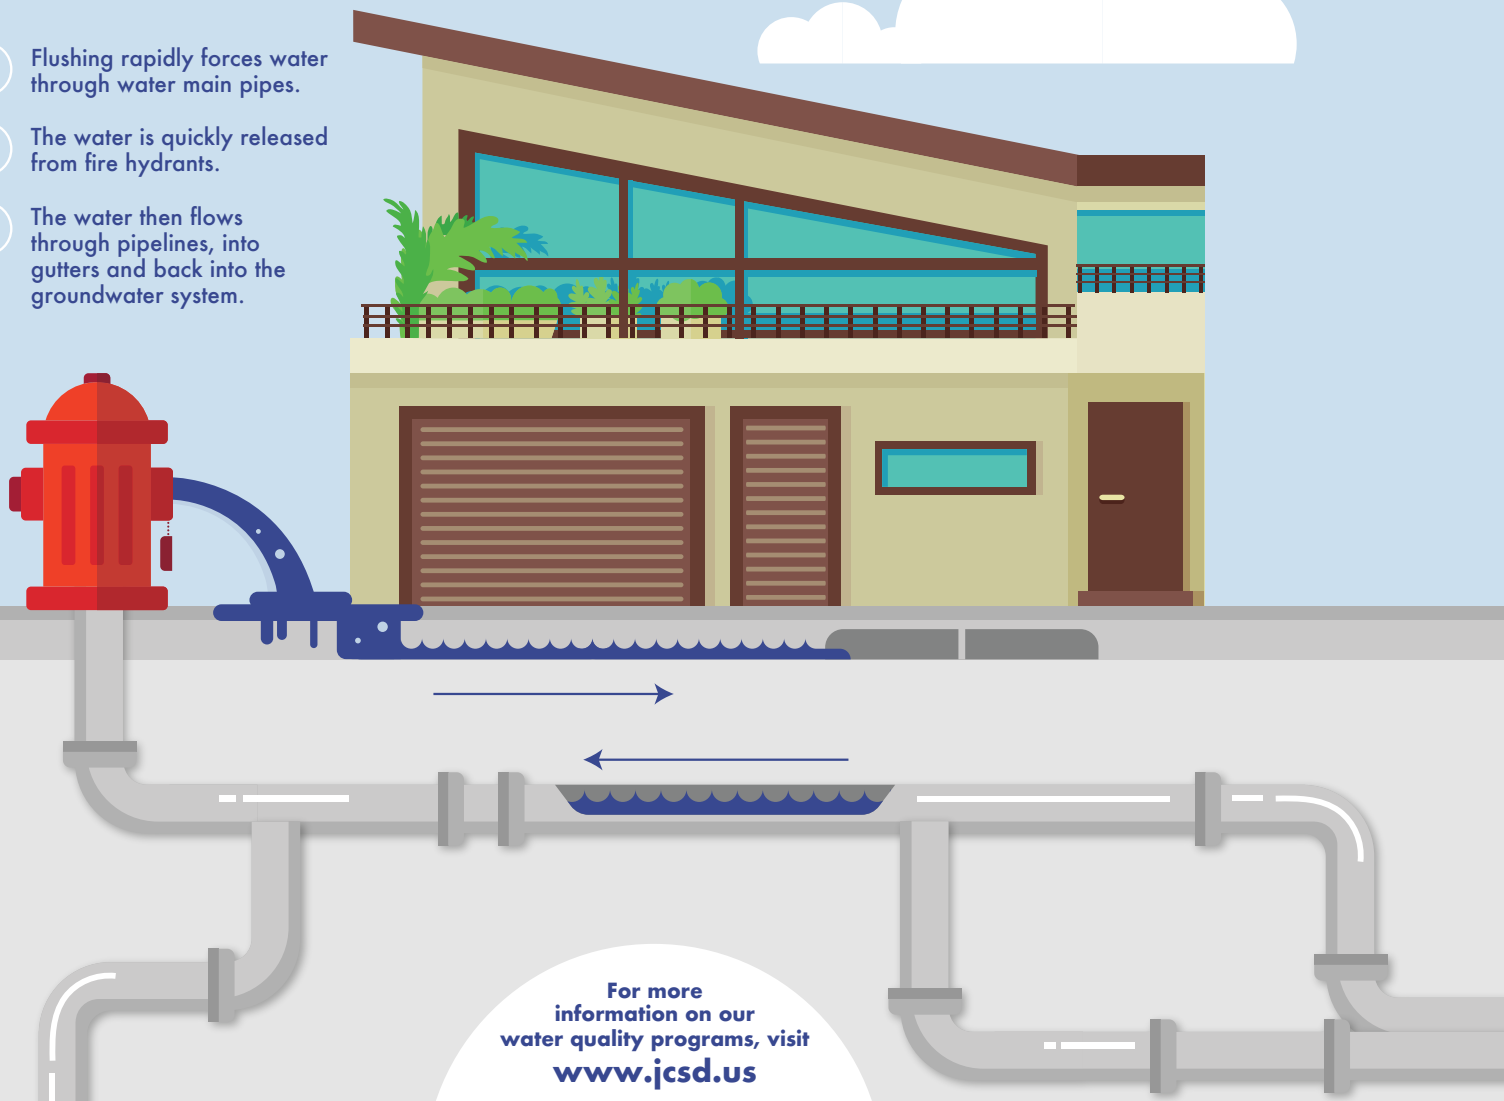 Flushing rapidly forces water
through water main pipes.
The water is quickly released
from fire hydrants.
The water then flows
through pipelines, into
gutters and back into the
groundwater system.
For more
information on our
water quality programs, visit
www.jcsd.us